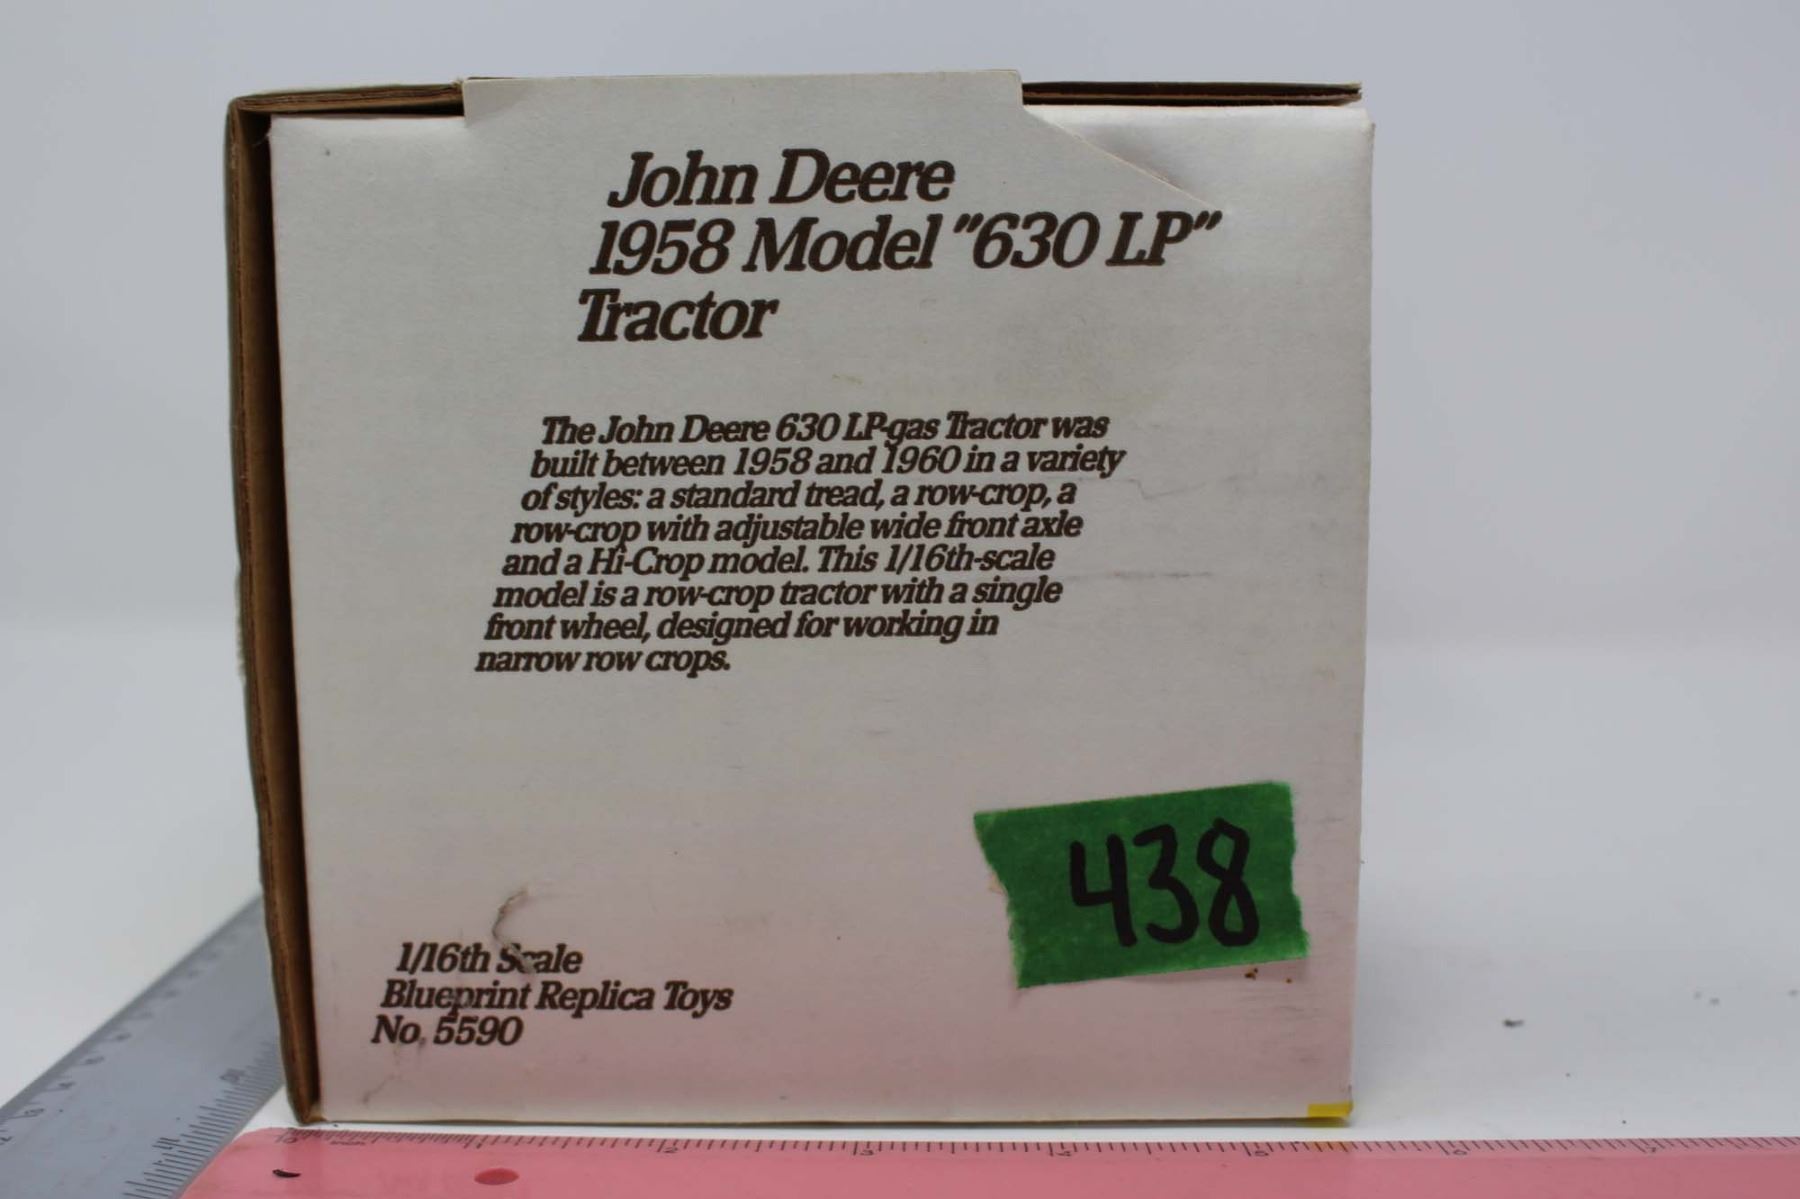 John Deere
1958 Model "630 LP"
Tractor
The John Deere 630 LP-gas Tractor was
built between 1958 and 1960 in a variety
of styles: a standard tread, a row-crop, a
row-crop with adjustable wide front axle
and a Hi-Crop model. This 1/16th-scale
model is a row-crop tractor with a single
front wheel, designed for working in
narrow row crops.
438
1/16th Scale
Blueprint Replica Toys
No. 5590